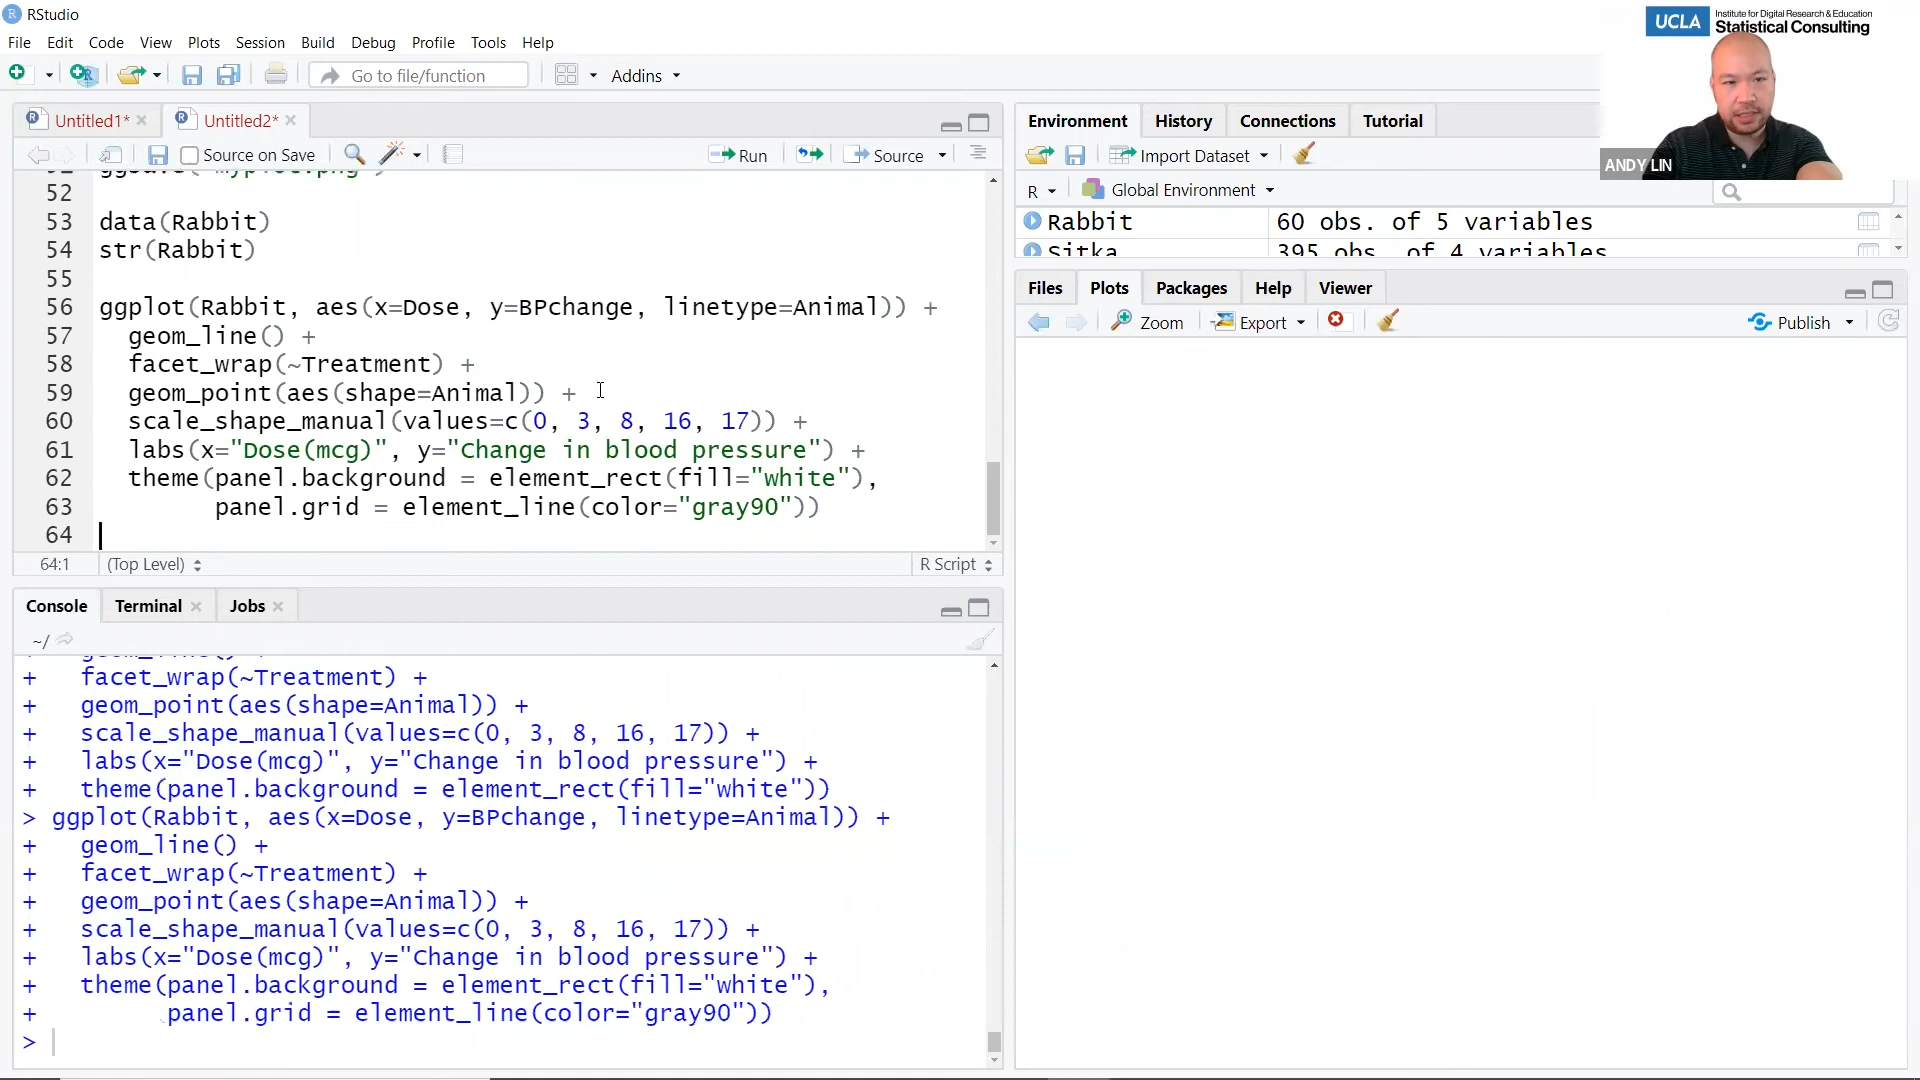 RStudio
File Edit Code View Plots Session Build Debug Profile Tools Help
Go to file/function Addins
UCLA Institute for Digital Research & Education
Statistical Consulting
ANDY LIN
Untitled1* Untitled2*
Source on Save Run Source
52
53 data(Rabbit)
54 str(Rabbit)
55
56 ggplot(Rabbit, aes(x=Dose, y=BPchange, linetype=Animal)) +
57 geom_line() +
58 facet_wrap(~Treatment) +
59 geom_point(aes(shape=Animal)) +
60 scale_shape_manual(values=c(0, 3, 8, 16, 17)) +
61 labs(x="Dose(mcg)", y="Change in blood pressure") +
62 theme(panel.background = element_rect(fill="white"),
63 panel.grid = element_line(color="gray90"))
64
64:1 (Top Level) R Script
Console Terminal Jobs
~/
+ facet_wrap(~Treatment) +
+ geom_point(aes(shape=Animal)) +
+ scale_shape_manual(values=c(0, 3, 8, 16, 17)) +
+ labs(x="Dose(mcg)", y="Change in blood pressure") +
+ theme(panel.background = element_rect(fill="white"))
> ggplot(Rabbit, aes(x=Dose, y=BPchange, linetype=Animal)) +
+ geom_line() +
+ facet_wrap(~Treatment) +
+ geom_point(aes(shape=Animal)) +
+ scale_shape_manual(values=c(0, 3, 8, 16, 17)) +
+ labs(x="Dose(mcg)", y="Change in blood pressure") +
+ theme(panel.background = element_rect(fill="white"),
+ panel.grid = element_line(color="gray90"))
>
Environment History Connections Tutorial
Import Dataset
R Global Environment
Rabbit 60 obs. of 5 variables
Sitka 395 obs. of 4 variables
Files Plots Packages Help Viewer
Zoom Export Publish